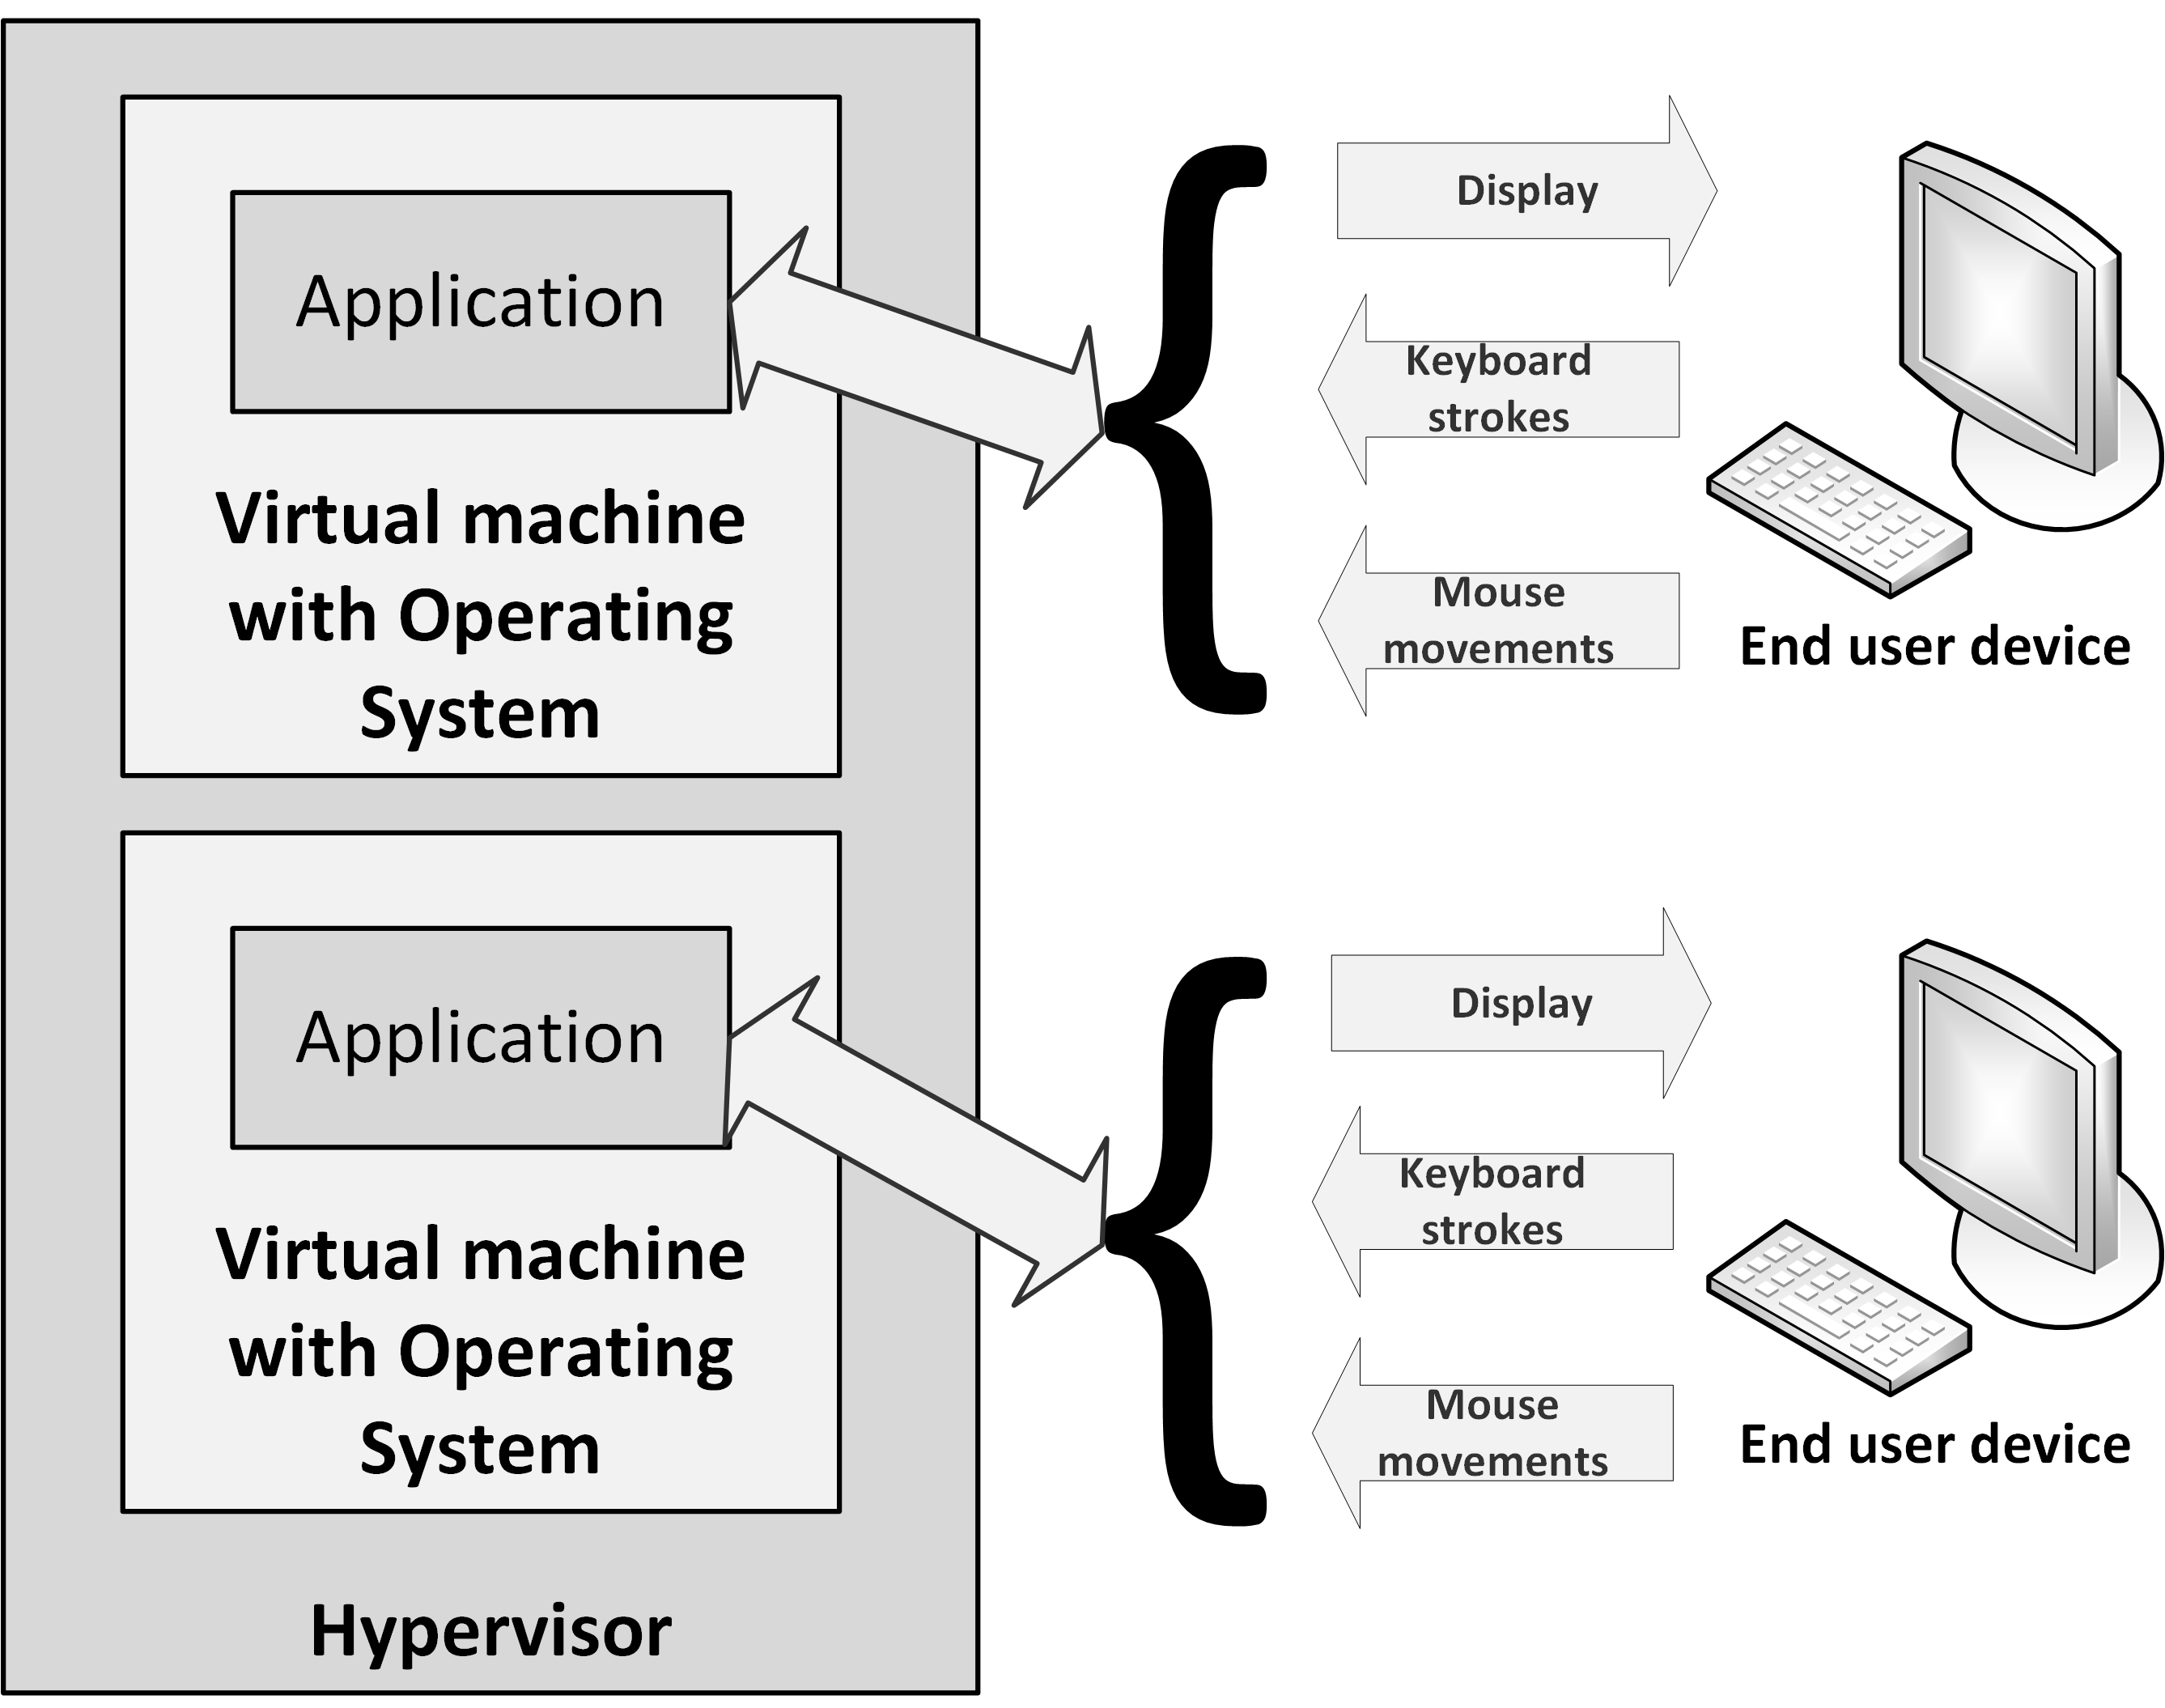 Application
Virtual machine
with Operating
System
Display
Keyboard
strokes
Mouse
movements
End user device
Application
Virtual machine
with Operating
System
Display
Keyboard
strokes
Mouse
movements
End user device
Hypervisor